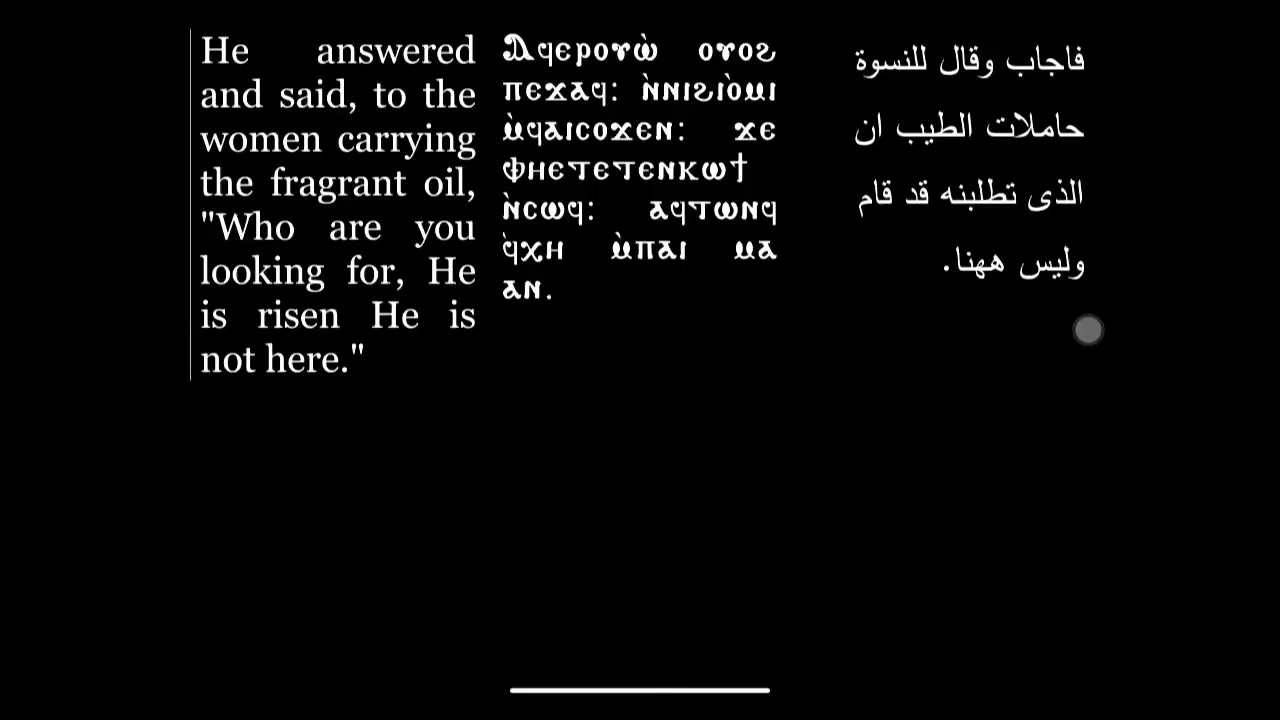 He answered
and said, to the
women carrying
the fragrant oil,
"Who are you
looking for, He
is risen He is
not here."
Ⲁϥⲉⲣⲟⲩⲱ̀ ⲟⲩⲟϩ
ⲡⲉϫⲁϥ: ⲛ̀ⲛⲓϩⲓⲟ̀ⲙⲓ
ⲙ̀ϥⲁⲓⲥⲟϫⲉⲛ: ϫⲉ
ⲫⲏⲉⲧⲉⲧⲉⲛⲕⲱϯ
ⲛ̀ⲥⲱϥ: ⲁϥⲧⲱⲛϥ
ϥ̀ⲭⲏ ⲙ̀ⲡⲁⲓ ⲙⲁ
ⲁⲛ.
فاجاب وقال للنسوة
حاملات الطيب ان
الذى تطلبنه قد قام
وليس ههنا.